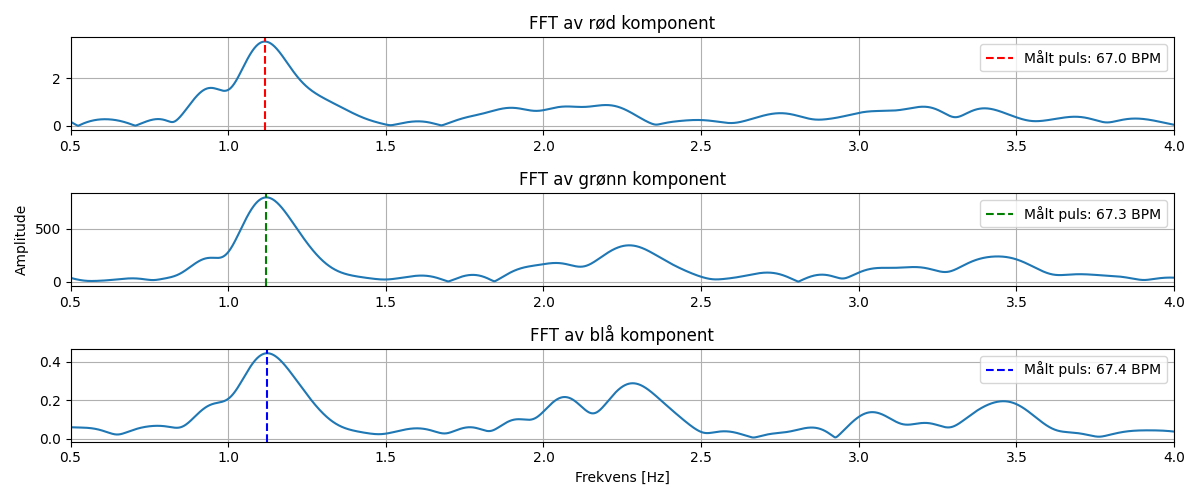 FFT av rød komponent
2
0
Målt puls: 67.0 BPM
0.5 1.0 1.5 2.0 2.5 3.0 3.5 4.0
FFT av grønn komponent
Amplitude
500
0
Målt puls: 67.3 BPM
0.5 1.0 1.5 2.0 2.5 3.0 3.5 4.0
FFT av blå komponent
0.4
0.2
0.0
Målt puls: 67.4 BPM
0.5 1.0 1.5 2.0 2.5 3.0 3.5 4.0
Frekvens [Hz]